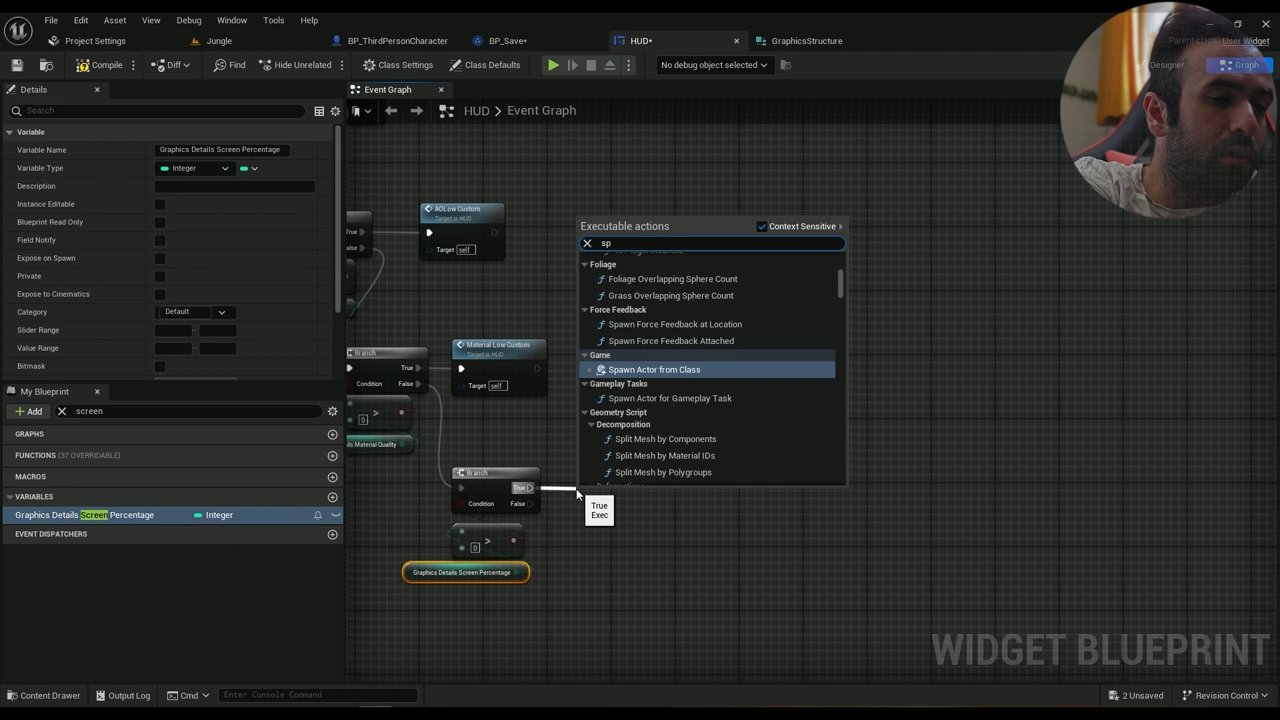 File Edit Asset View Debug Window Tools Help
Project Settings Jungle BP_ThirdPersonCharacter BP_Save• HUD• GraphicsStructure User Widget
Compile Diff Find Hide Unrelated Class Settings Class Defaults No debug object selected Designer Graph
Details Event Graph
Search HUD > Event Graph
Variable
Variable Name Graphics Details Screen Percentage
Variable Type Integer
Description
Instance Editable
Blueprint Read Only
Field Notify
Expose on Spawn
Private
Expose to Cinematics
Category Default
Slider Range
Value Range
Bitmask
My Blueprint
Add screen
GRAPHS
FUNCTIONS (37 OVERRIDABLE)
MACROS
VARIABLES
Graphics Details Screen Percentage Integer
EVENT DISPATCHERS
True
AOLow Custom
Target is HUD
Target self
Branch
True
Condition False
> 0
Material Low Custom
Target is HUD
Target self
ils Material Quality
Branch
True
Condition False
> 0
Graphics Details Screen Percentage
Executable actions Context Sensitive
sp
Foliage
Foliage Overlapping Sphere Count
Grass Overlapping Sphere Count
Force Feedback
Spawn Force Feedback at Location
Spawn Force Feedback Attached
Game
Spawn Actor from Class
Gameplay Tasks
Spawn Actor for Gameplay Task
Geometry Script
Decomposition
Split Mesh by Components
Split Mesh by Material IDs
Split Mesh by Polygroups
True
Exec
WIDGET BLUEPRINT
Content Drawer Output Log Cmd Enter Console Command 2 Unsaved Revision Control